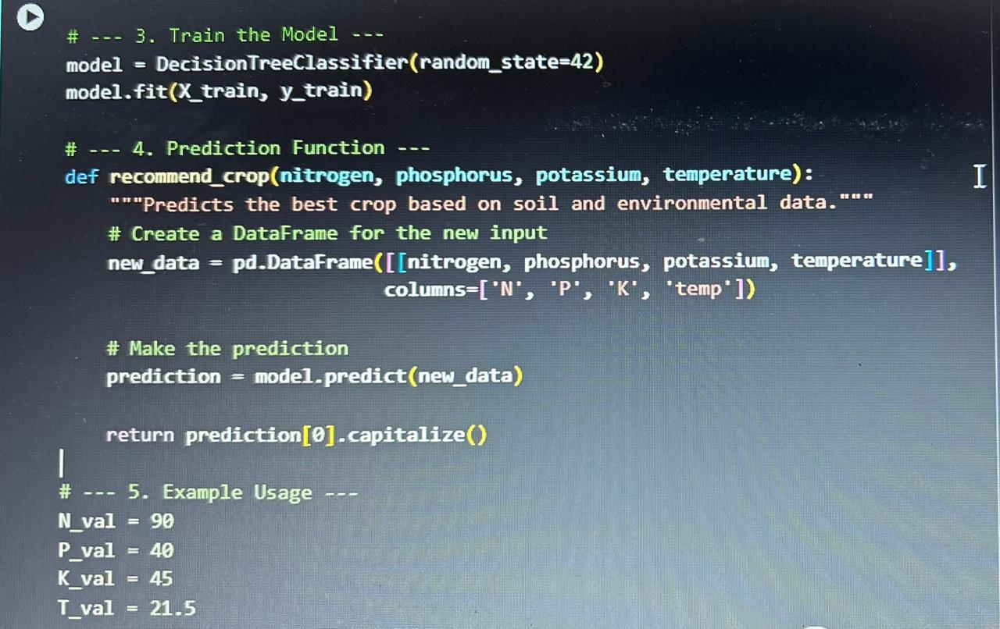 # --- 3. Train the Model ---
model = DecisionTreeClassifier(random_state=42)
model.fit(X_train, y_train)
# --- 4. Prediction Function ---
def recommend_crop(nitrogen, phosphorus, potassium, temperature):
"""Predicts the best crop based on soil and environmental data."""
# Create a DataFrame for the new input
new_data = pd.DataFrame([[nitrogen, phosphorus, potassium, temperature]],
columns=['N', 'P', 'K', 'temp'])
# Make the prediction
prediction = model.predict(new_data)
return prediction[0].capitalize()
# --- 5. Example Usage ---
N_val = 90
P_val = 40
K_val = 45
T_val = 21.5